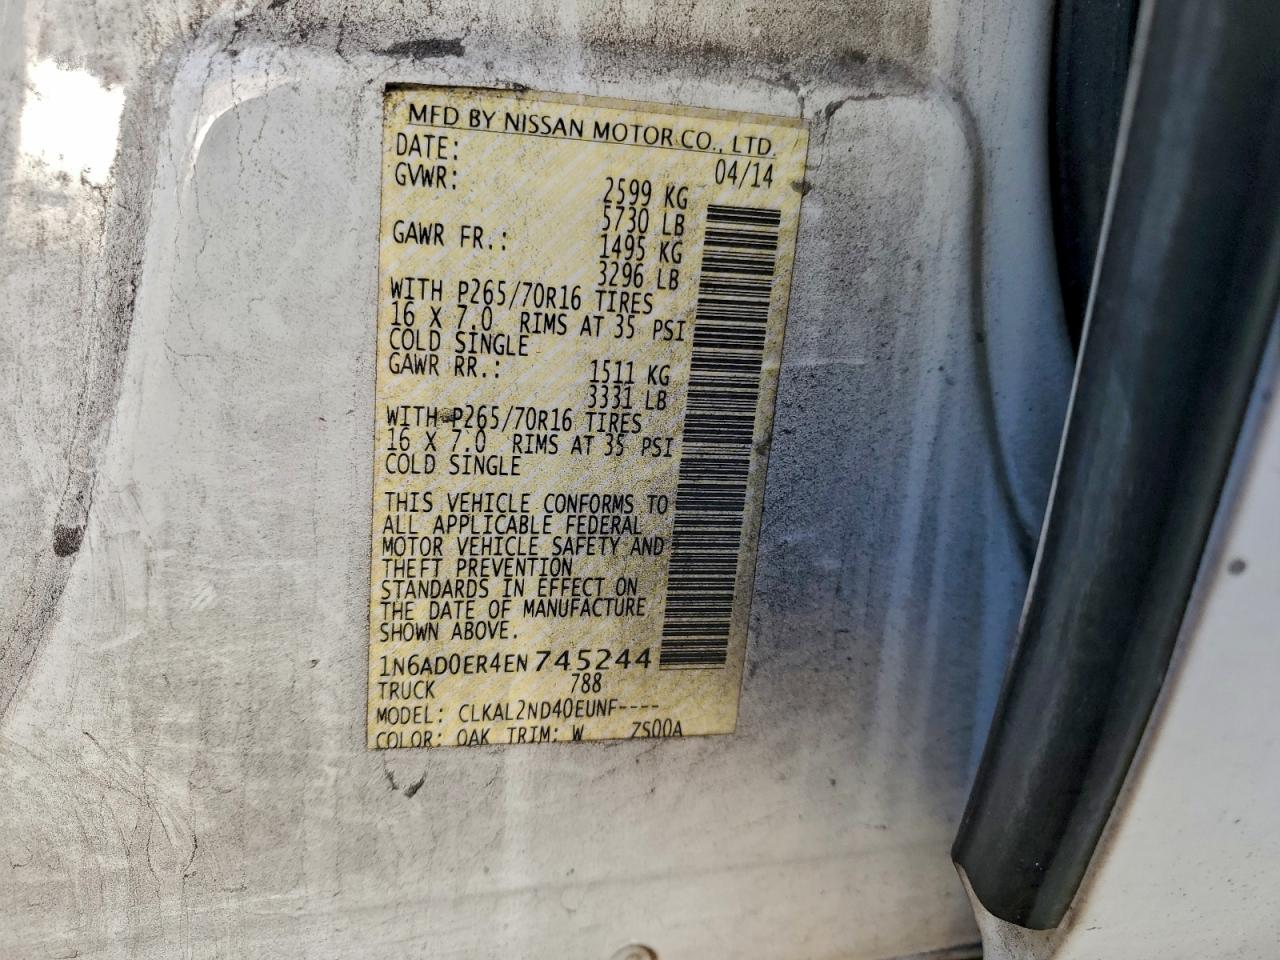 MFD BY NISSAN MOTOR CO., LTD.
DATE: 04/14
GVWR: 2599 KG
5730 LB
GAWR FR.: 1495 KG
3296 LB
WITH P265/70R16 TIRES
16 X 7.0 RIMS AT 35 PSI
COLD SINGLE
GAWR RR.: 1511 KG
3331 LB
WITH P265/70R16 TIRES
16 X 7.0 RIMS AT 35 PSI
COLD SINGLE
THIS VEHICLE CONFORMS TO
ALL APPLICABLE FEDERAL
MOTOR VEHICLE SAFETY AND
THEFT PREVENTION
STANDARDS IN EFFECT ON
THE DATE OF MANUFACTURE
SHOWN ABOVE.
1N6AD0ER4EN745244
TRUCK 788
MODEL: CLKAL2ND40EUNF----
COLOR: QAK TRIM: W ZS00A